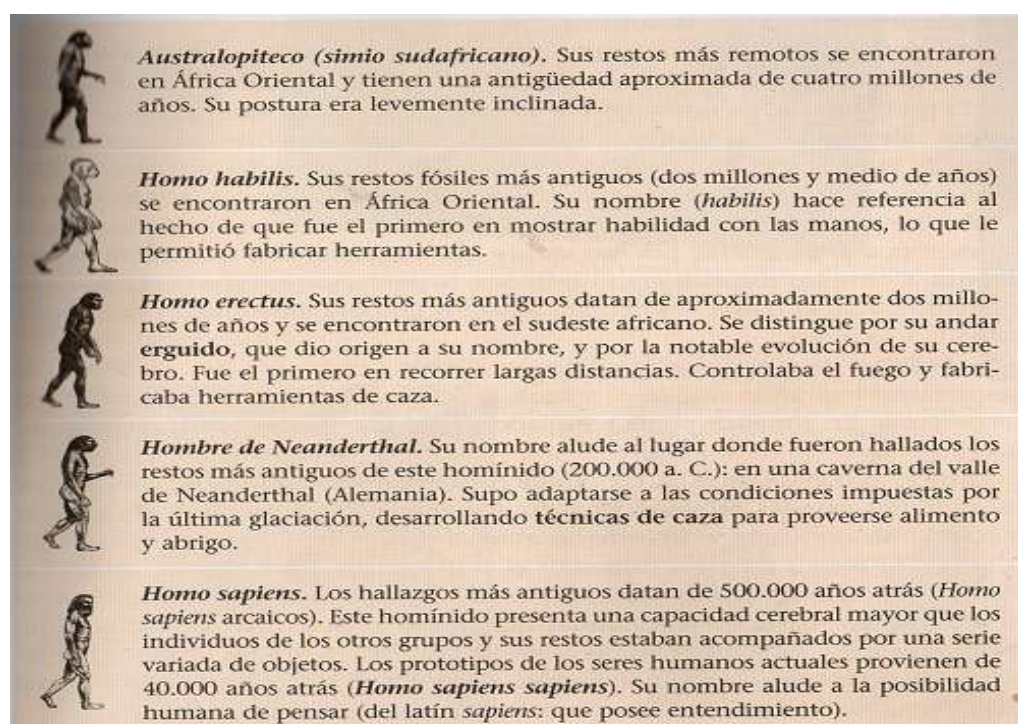 Australopiteco (simio sudafricano). Sus restos más remotos se encontraron
en África Oriental y tienen una antigüedad aproximada de cuatro millones de
años. Su postura era levemente inclinada.
Homo habilis. Sus restos fósiles más antiguos (dos millones y medio de años)
se encontraron en África Oriental. Su nombre (habilis) hace referencia al
hecho de que fue el primero en mostrar habilidad con las manos, lo que le
permitió fabricar herramientas.
Homo erectus. Sus restos más antiguos datan de aproximadamente dos millo-
nes de años y se encontraron en el sudeste africano. Se distingue por su andar
erguido, que dio origen a su nombre, y por la notable evolución de su cere-
bro. Fue el primero en recorrer largas distancias. Controlaba el fuego y fabri-
caba herramientas de caza.
Hombre de Neanderthal. Su nombre alude al lugar donde fueron hallados los
restos más antiguos de este homínido (200.000 a. C.): en una caverna del valle
de Neanderthal (Alemania). Supo adaptarse a las condiciones impuestas por
la última glaciación, desarrollando técnicas de caza para proveerse alimento
y abrigo.
Homo sapiens. Los hallazgos más antiguos datan de 500.000 años atrás (Homo
sapiens arcaicos). Este homínido presenta una capacidad cerebral mayor que los
individuos de los otros grupos y sus restos estaban acompañados por una serie
variada de objetos. Los prototipos de los seres humanos actuales provienen de
40.000 años atrás (Homo sapiens sapiens). Su nombre alude a la posibilidad
humana de pensar (del latín sapiens: que posee entendimiento).